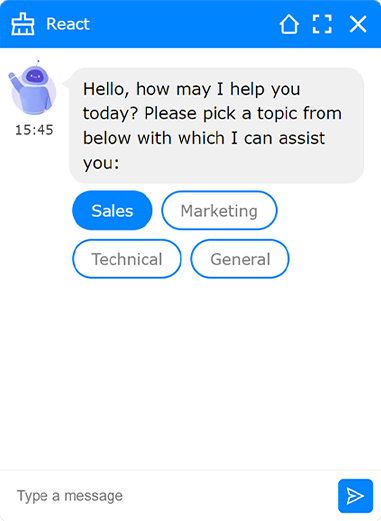 React
Hello, how may I help you
today? Please pick a topic from
below with which I can assist
you:
15:45
Sales
Marketing
Technical
General
Type a message